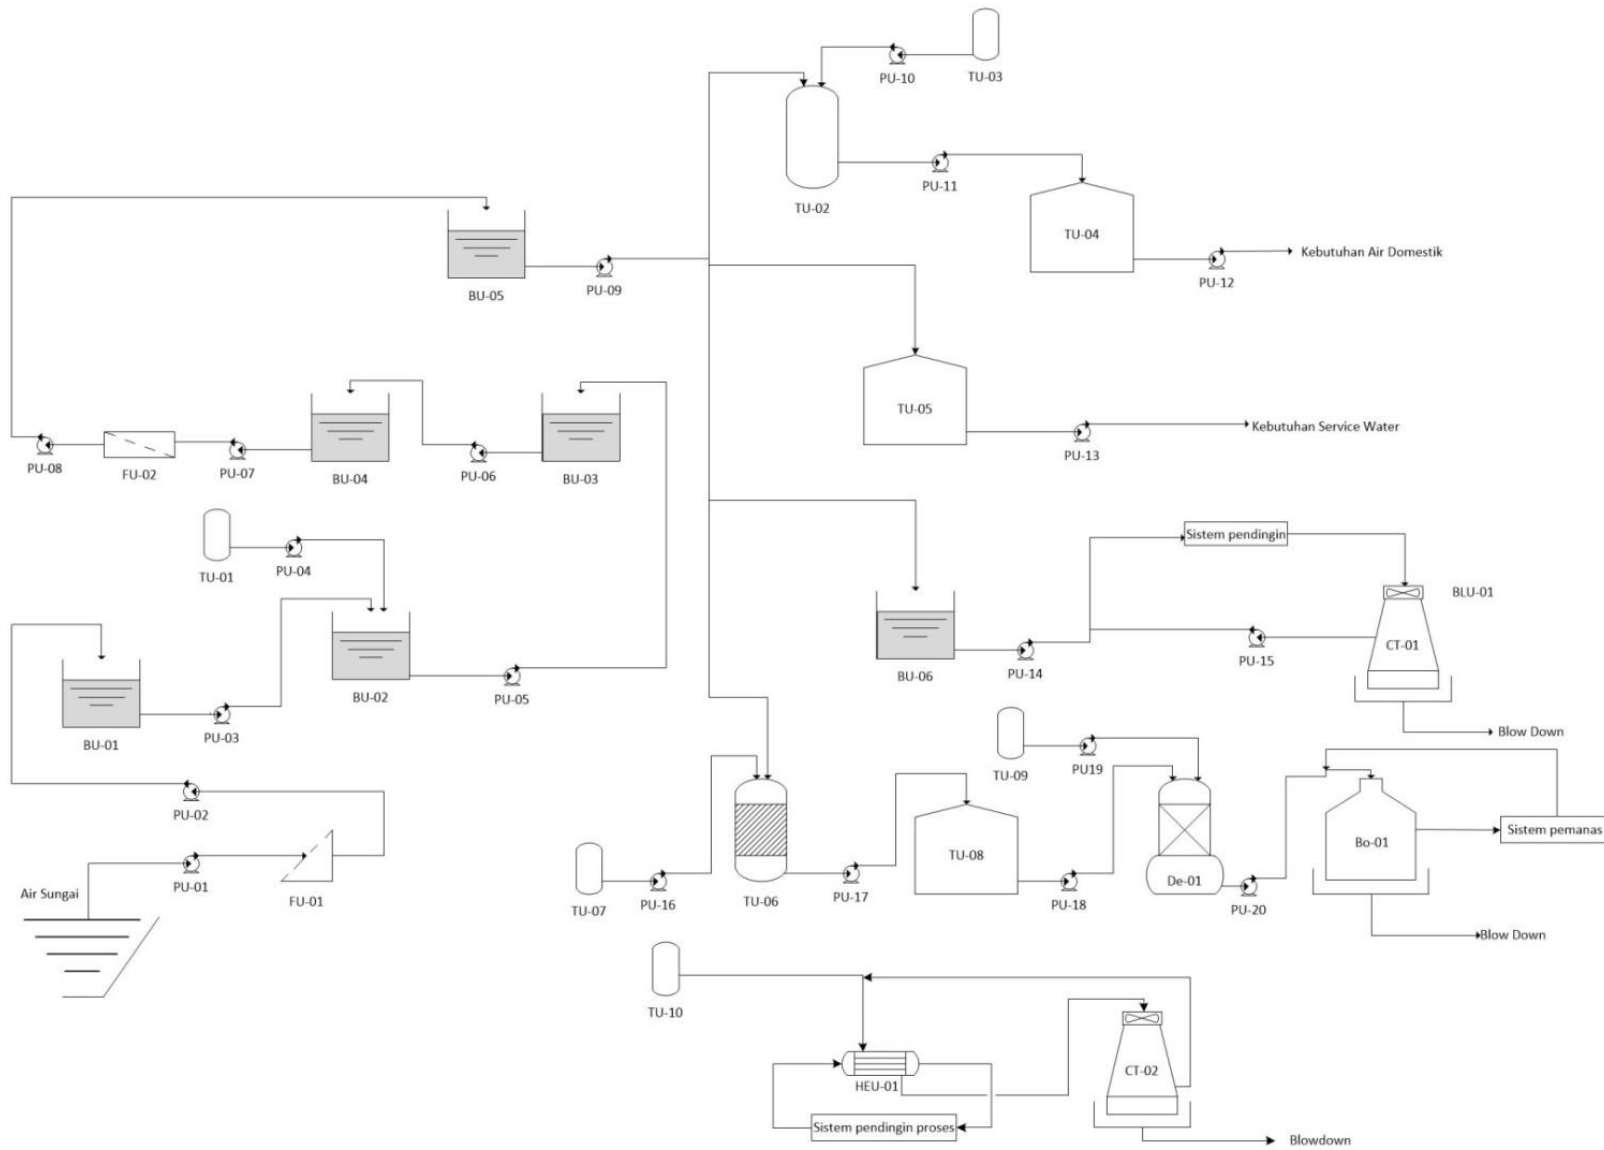 PU-10
TU-03
TU-02
PU-11
TU-04
PU-12
Kebutuhan Air Domestik
BU-05
PU-09
TU-05
PU-13
Kebutuhan Service Water
PU-08
FU-02
PU-07
BU-04
PU-06
BU-03
TU-01
PU-04
BU-01
PU-03
BU-02
PU-05
PU-02
PU-01
FU-01
Air Sungai
Sistem pendingin
BLU-01
BU-06
PU-14
PU-15
CT-01
Blow Down
TU-09
PU19
TU-07
PU-16
TU-06
PU-17
TU-08
PU-18
De-01
PU-20
Bo-01
Sistem pemanas
Blow Down
TU-10
HEU-01
CT-02
Sistem pendingin proses
Blowdown